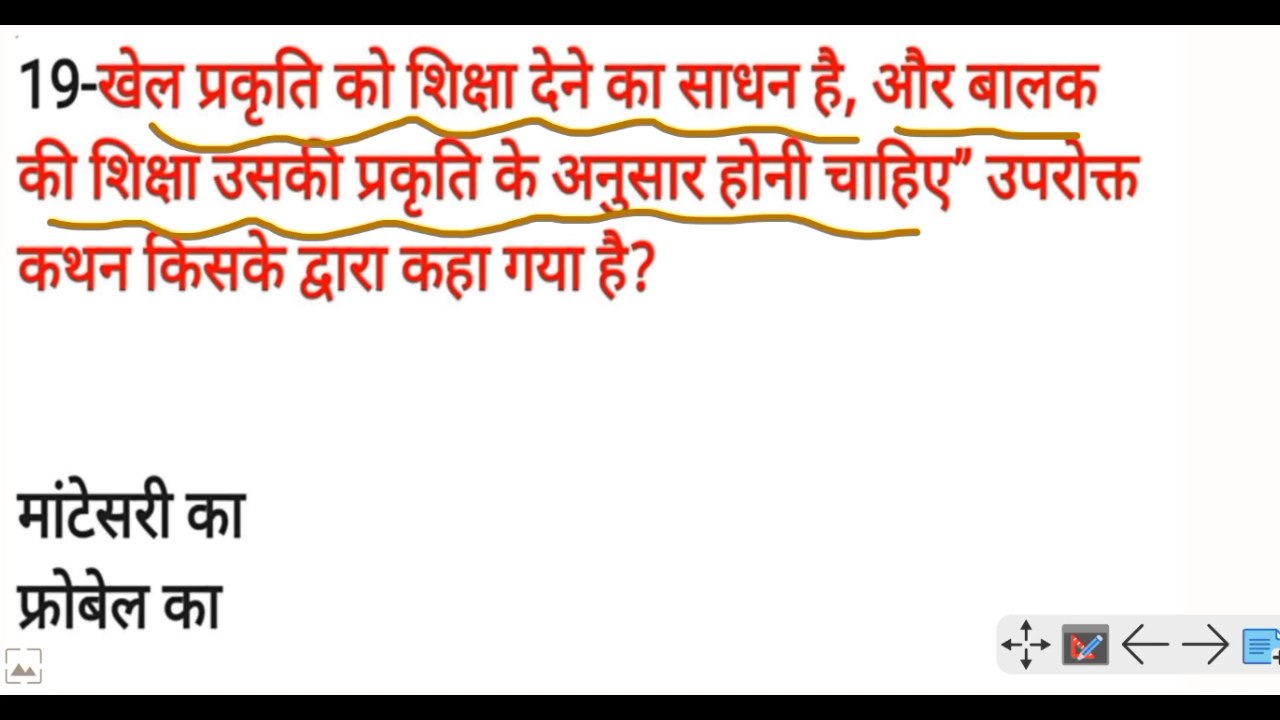 19-खेल प्रकृति को शिक्षा देने का साधन है, और बालक
की शिक्षा उसकी प्रकृति के अनुसार होनी चाहिए” उपरोक्त
कथन किसके द्वारा कहा गया है?
मांटेसरी का
फ्रोबेल का